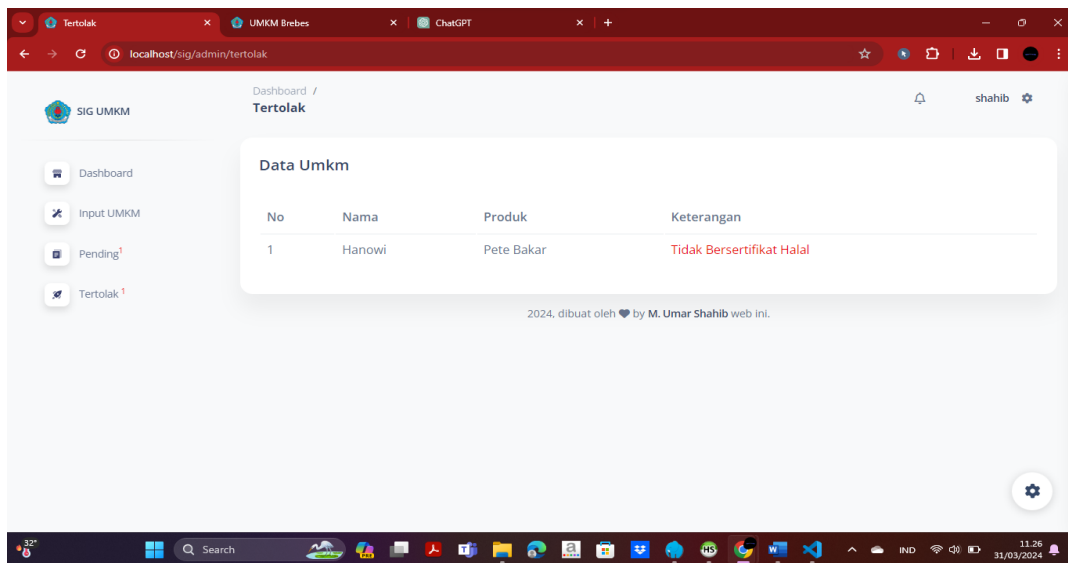 Tertolak
UMKM Brebes
ChatGPT
localhost/sig/admin/tertolak
SIG UMKM
Dashboard /
Tertolak
shahib
Dashboard
Input UMKM
Pending1
Tertolak 1
Data Umkm
No Nama Produk Keterangan
1 Hanowi Pete Bakar Tidak Bersertifikat Halal
2024, dibuat oleh by M. Umar Shahib web ini.
32°
Search
PRE
a
HS
W
IND
11.26
31/03/2024